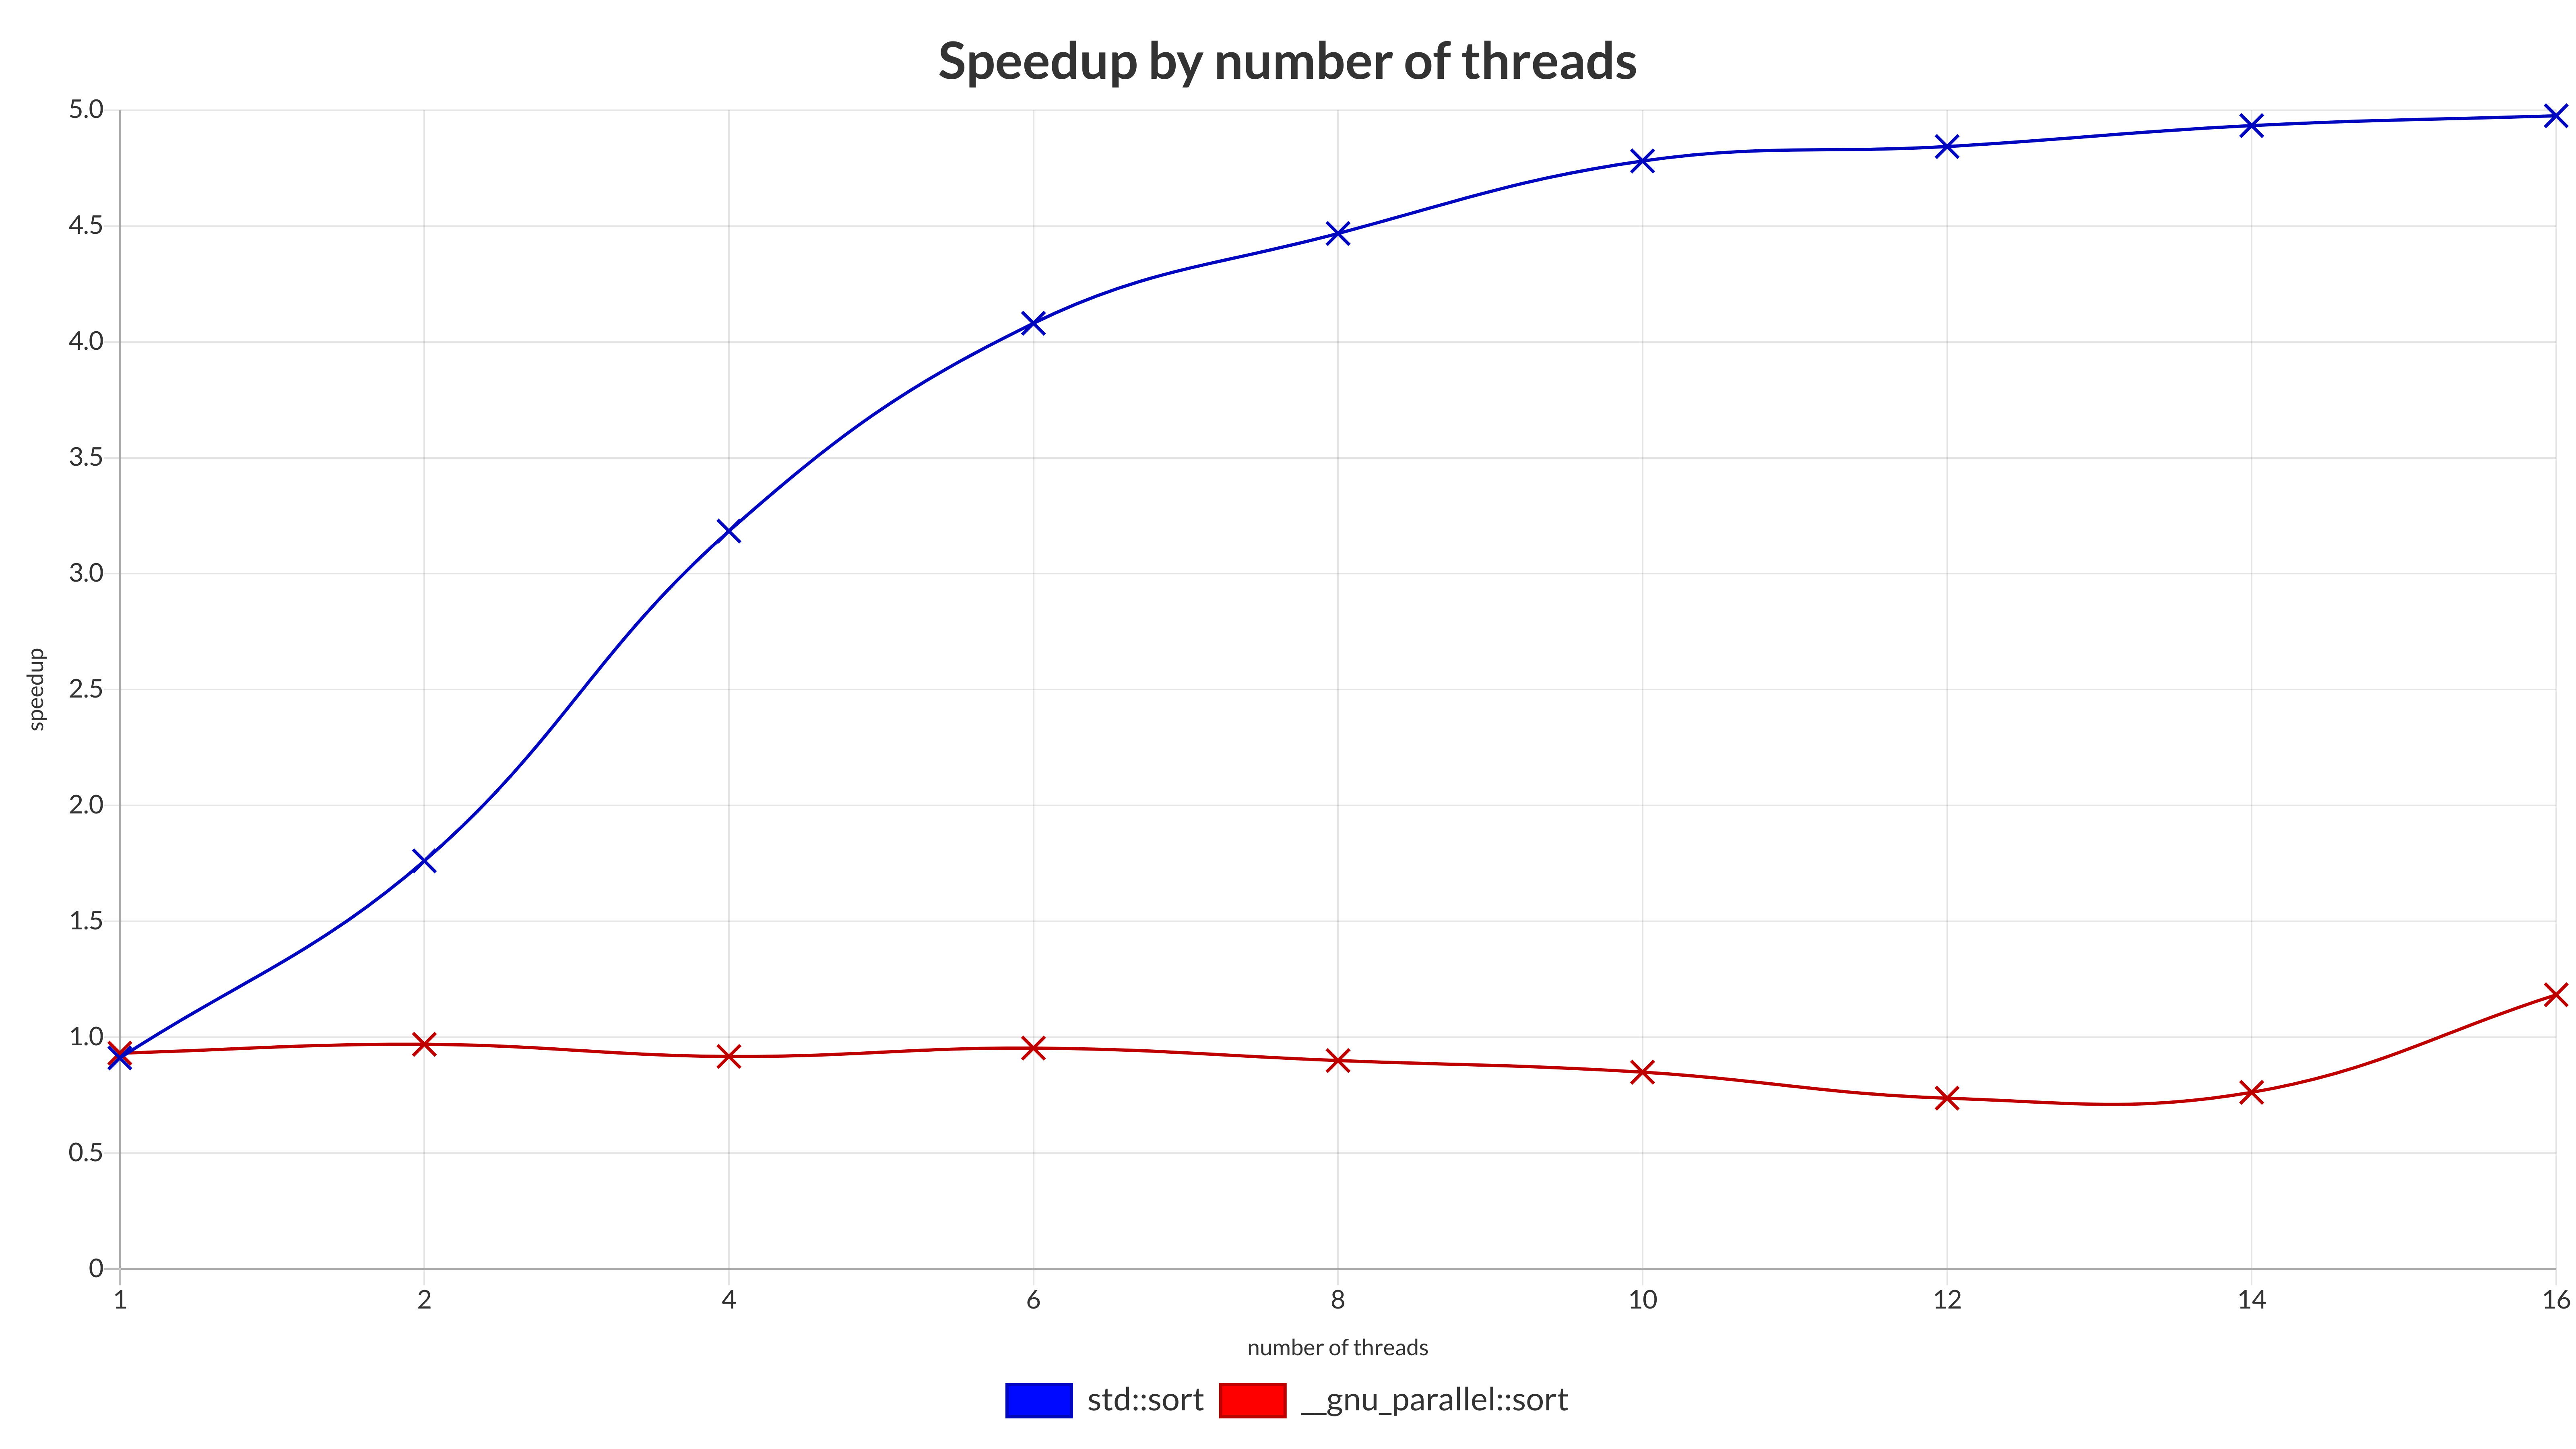 Speedup by number of threads
5.0
4.5
4.0
3.5
3.0
2.5
2.0
1.5
1.0
0.5
0
speedup
1 2 4 6 8 10 12 14 16
number of threads
std::sort __gnu_parallel::sort